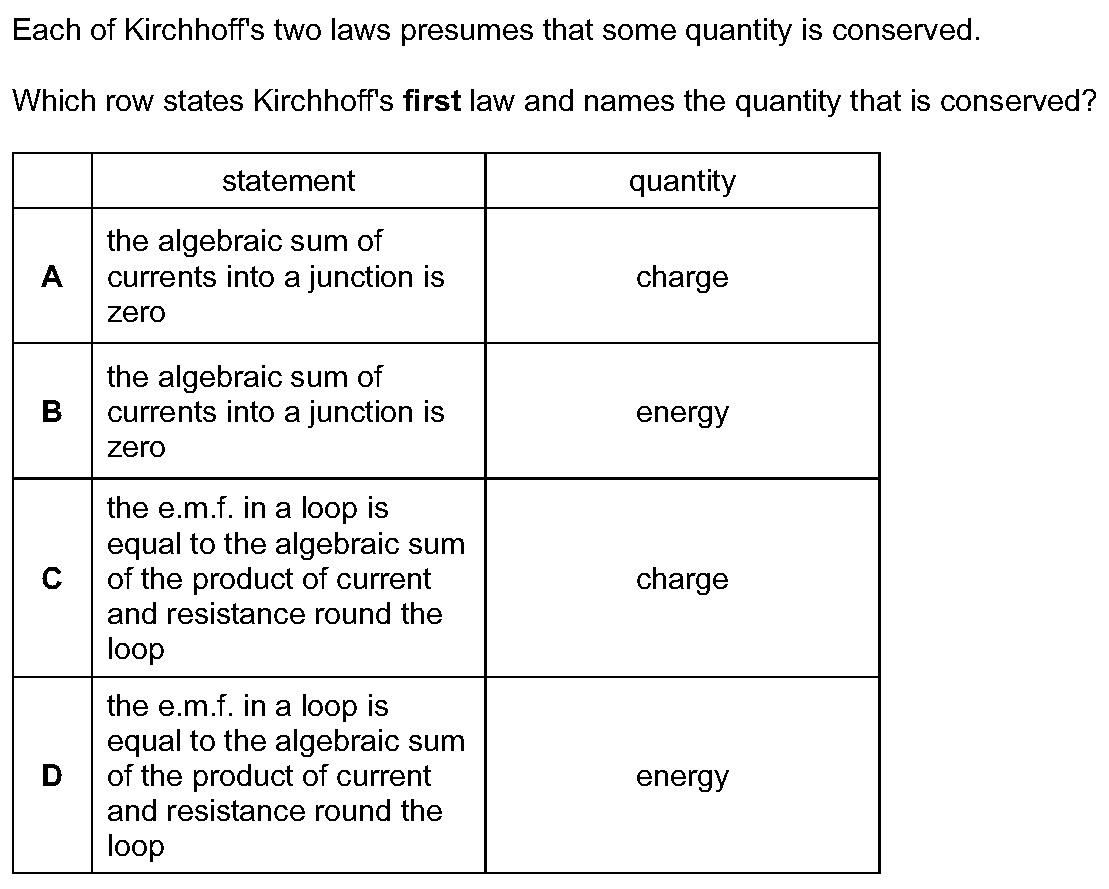 Each of Kirchhoff's two laws presumes that some quantity is conserved.
Which row states Kirchhoff's first law and names the quantity that is conserved?
statement quantity
A
the algebraic sum of
currents into a junction is
zero
charge
B
the algebraic sum of
currents into a junction is
zero
energy
C
the e.m.f. in a loop is
equal to the algebraic sum
of the product of current
and resistance round the
loop
charge
D
the e.m.f. in a loop is
equal to the algebraic sum
of the product of current
and resistance round the
loop
energy